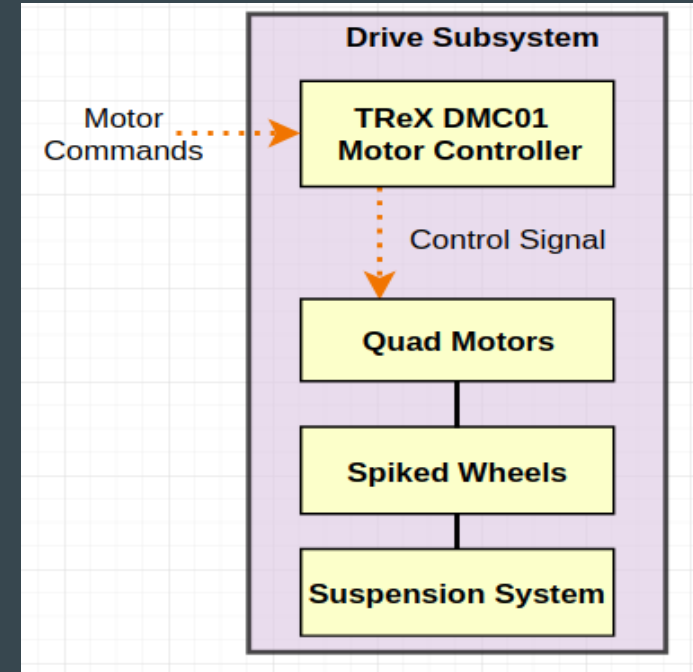 Drive Subsystem
Motor
Commands
TReX DMC01
Motor Controller
Control Signal
Quad Motors
Spiked Wheels
Suspension System